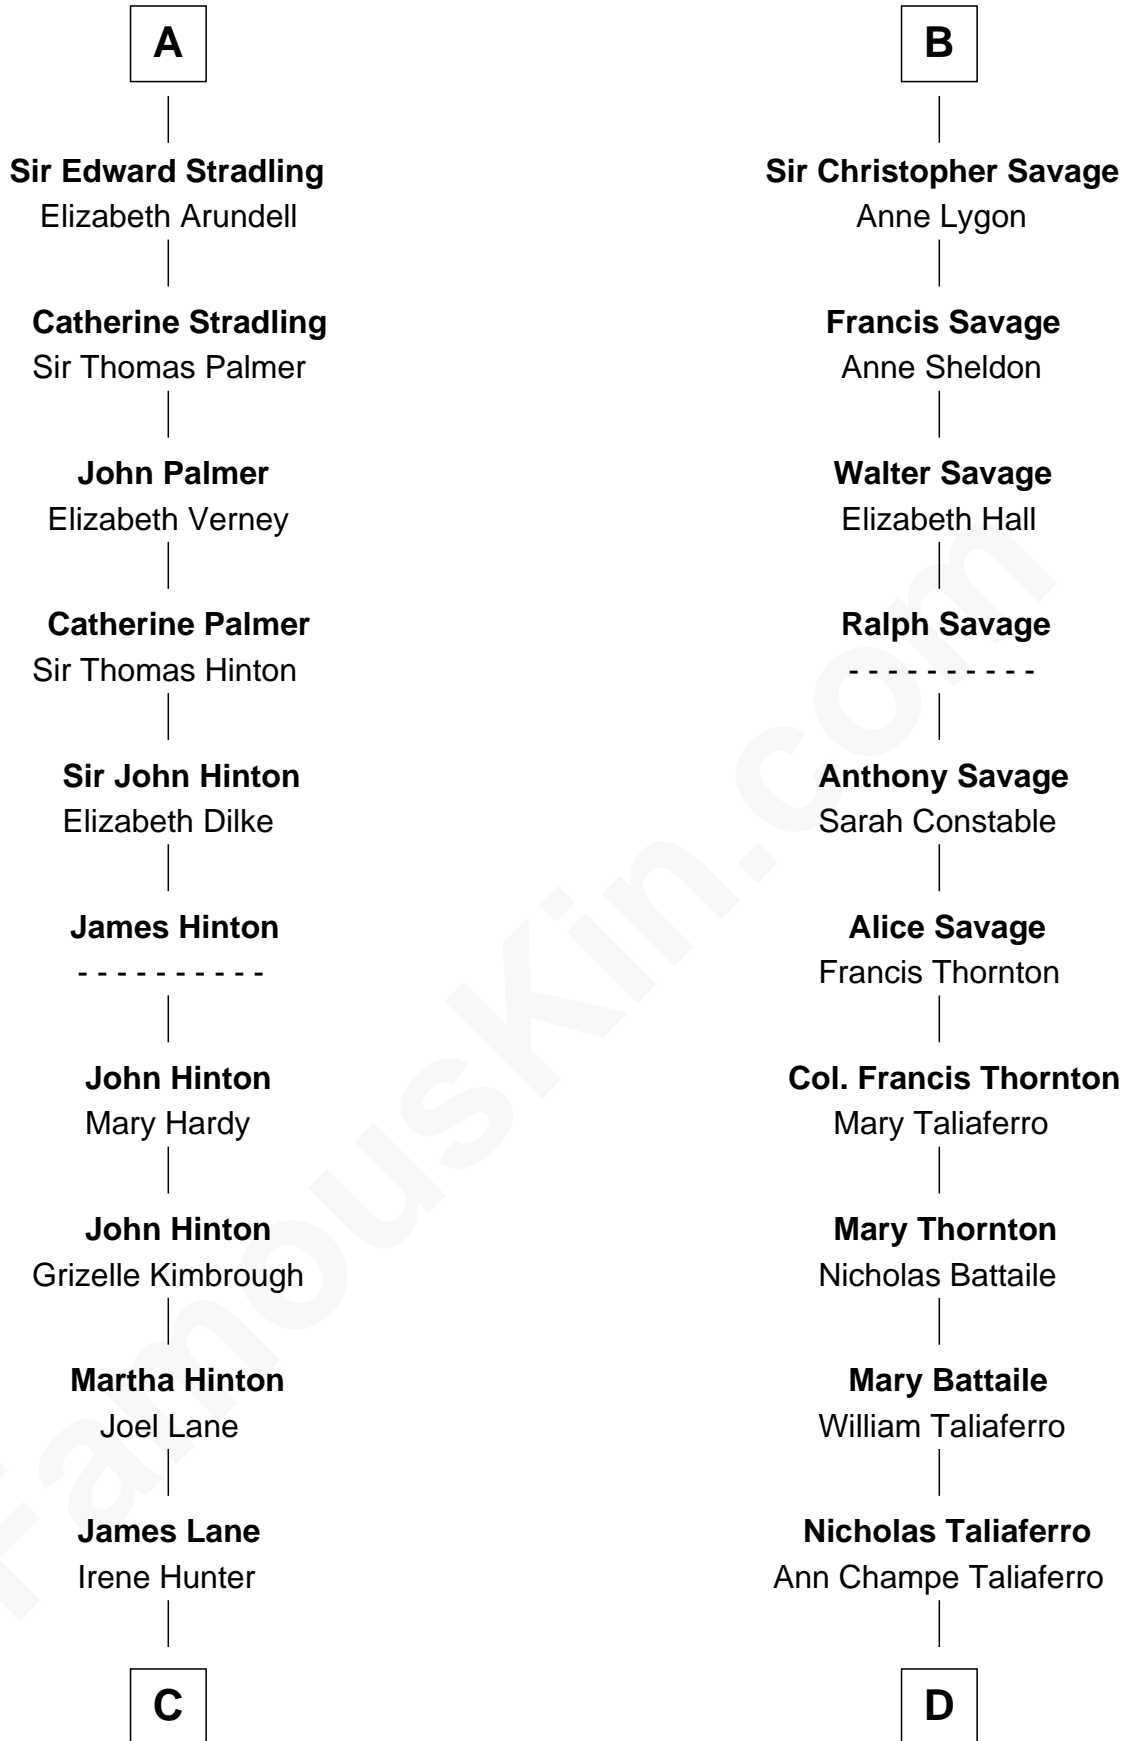 A
Sir Edward Stradling
Elizabeth Arundell
Catherine Stradling
Sir Thomas Palmer
John Palmer
Elizabeth Verney
Catherine Palmer
Sir Thomas Hinton
Sir John Hinton
Elizabeth Dilke
James Hinton
- - - - - - - - - -
John Hinton
Mary Hardy
John Hinton
Grizelle Kimbrough
Martha Hinton
Joel Lane
James Lane
Irene Hunter
C
B
Sir Christopher Savage
Anne Lygon
Francis Savage
Anne Sheldon
Walter Savage
Elizabeth Hall
Ralph Savage
- - - - - - - - - -
Anthony Savage
Sarah Constable
Alice Savage
Francis Thornton
Col. Francis Thornton
Mary Taliaferro
Mary Thornton
Nicholas Battaile
Mary Battaile
William Taliaferro
Nicholas Taliaferro
Ann Champe Taliaferro
D
FamousKin.com